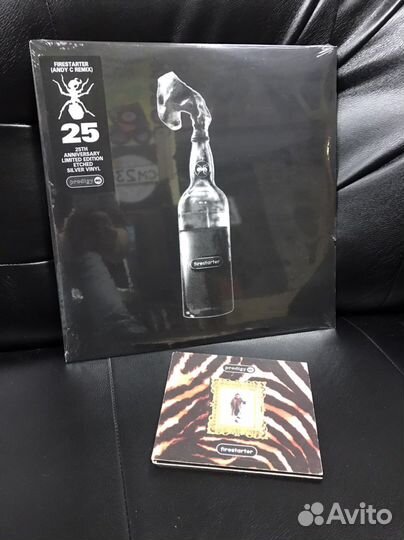 FIRESTARTER
(ANDY C REMIX)
25
25TH
ANNIVERSARY
LIMITED EDITION
ETCHED
SILVER VINYL
prodigy
firestarter
prodigy
firestarter
Avito